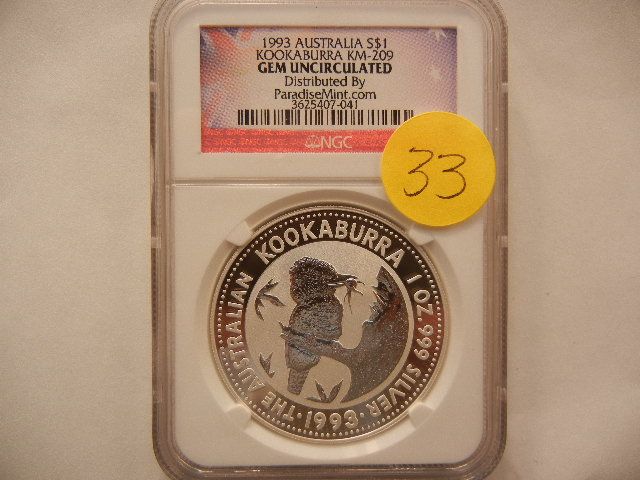 1993 AUSTRALIA S$1
KOOKABURRA KM-209
GEM UNCIRCULATED
Distributed By
ParadiseMint.com
3625407-041
NGC
33
THE AUSTRALIAN KOOKABURRA 1 OZ. 999 SILVER · 1993 ·